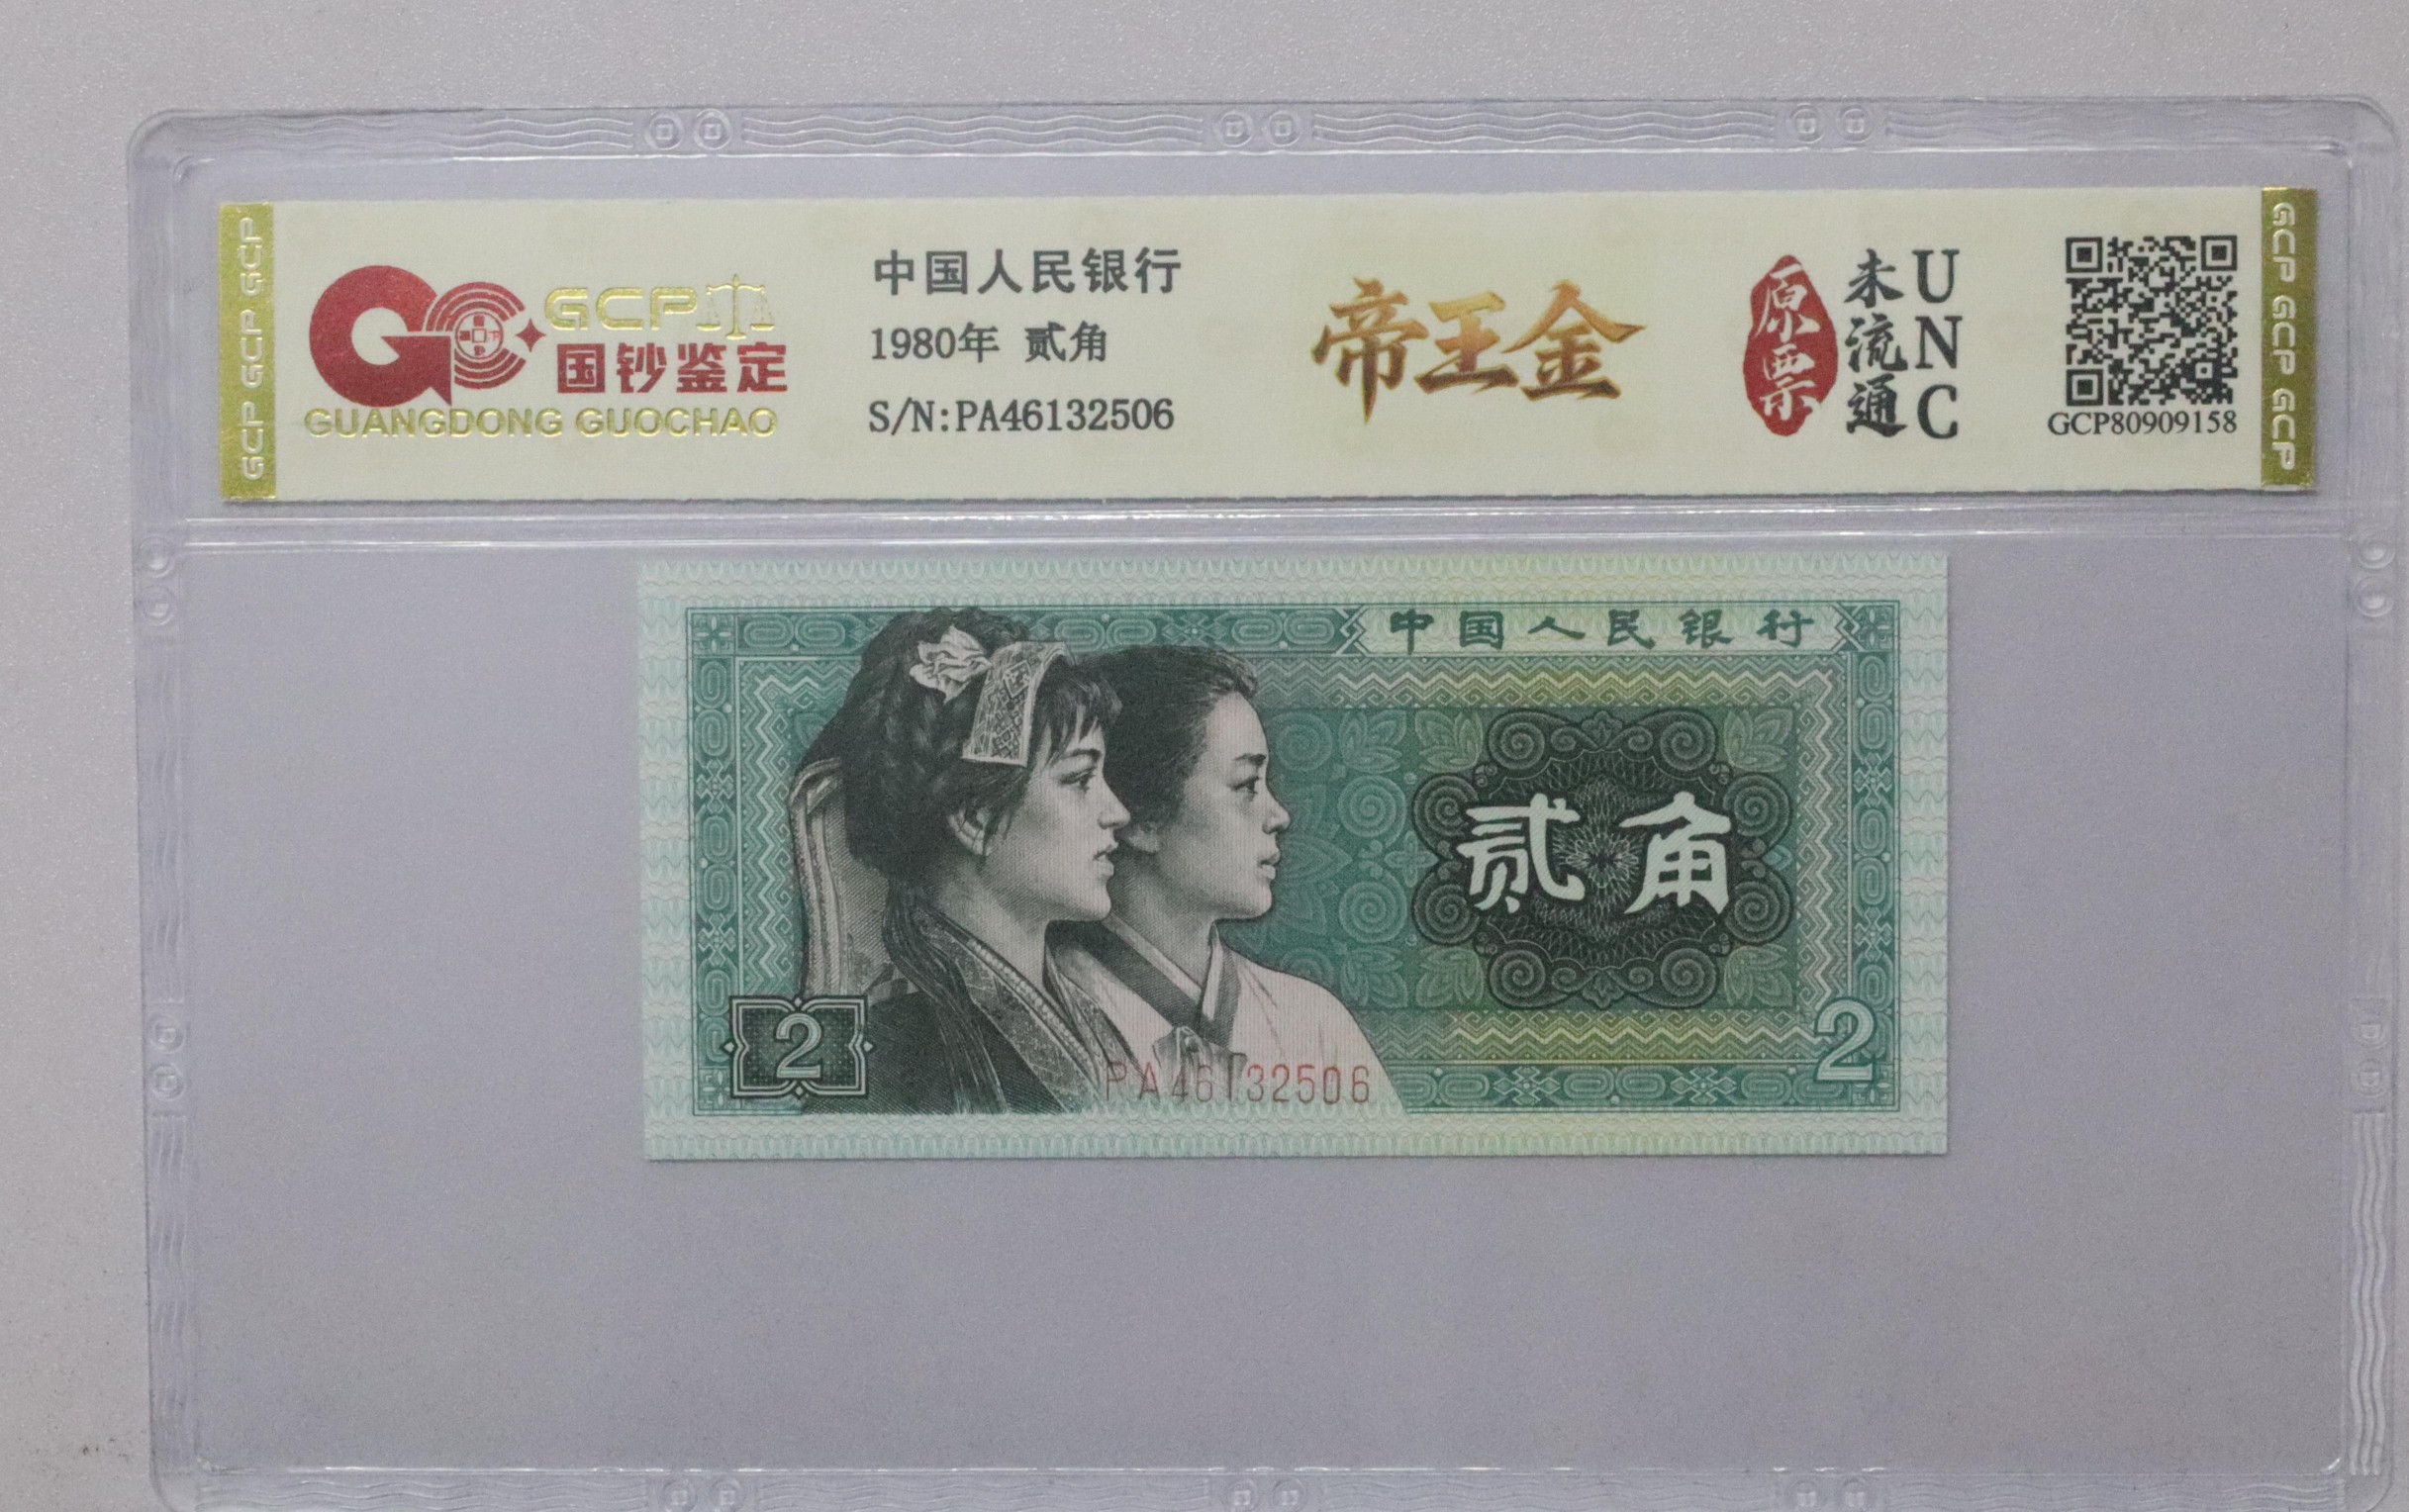 GCP GCP GCP
GCP
国钞鉴定
GUANGDONG GUOCHAO
中国人民银行
1980年 贰角
S/N:PA46132506
帝王金
原票
未流通
UNC
GCP80909158
GCP GCP GCP
中国人民银行
贰角
2
PA46132506
2